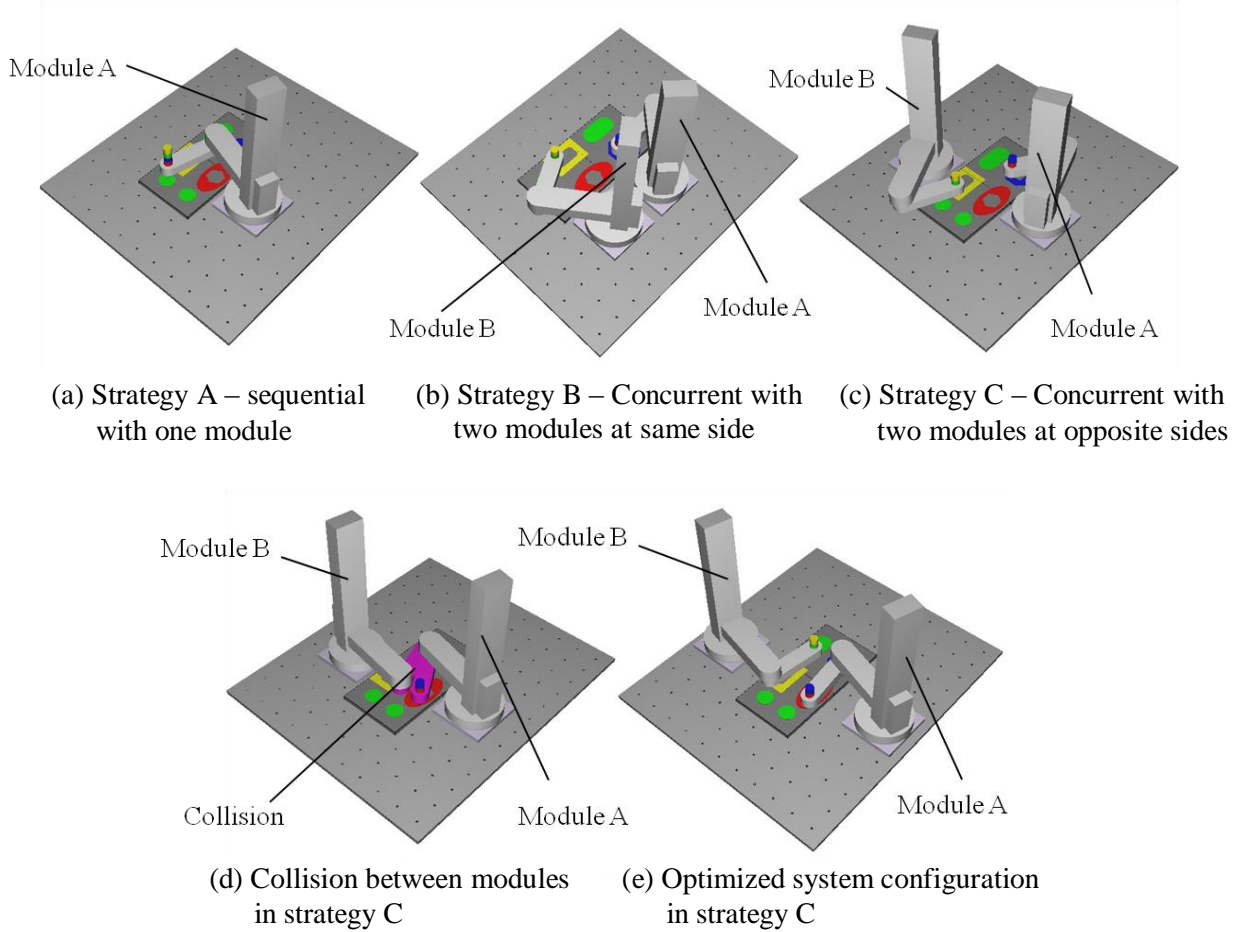 Module A
Module B
Module A
Module B
Module A
(a) Strategy A – sequential
with one module
(b) Strategy B – Concurrent with
two modules at same side
(c) Strategy C – Concurrent with
two modules at opposite sides
Module B
Collision
Module A
Module B
Module A
(d) Collision between modules
in strategy C
(e) Optimized system configuration
in strategy C